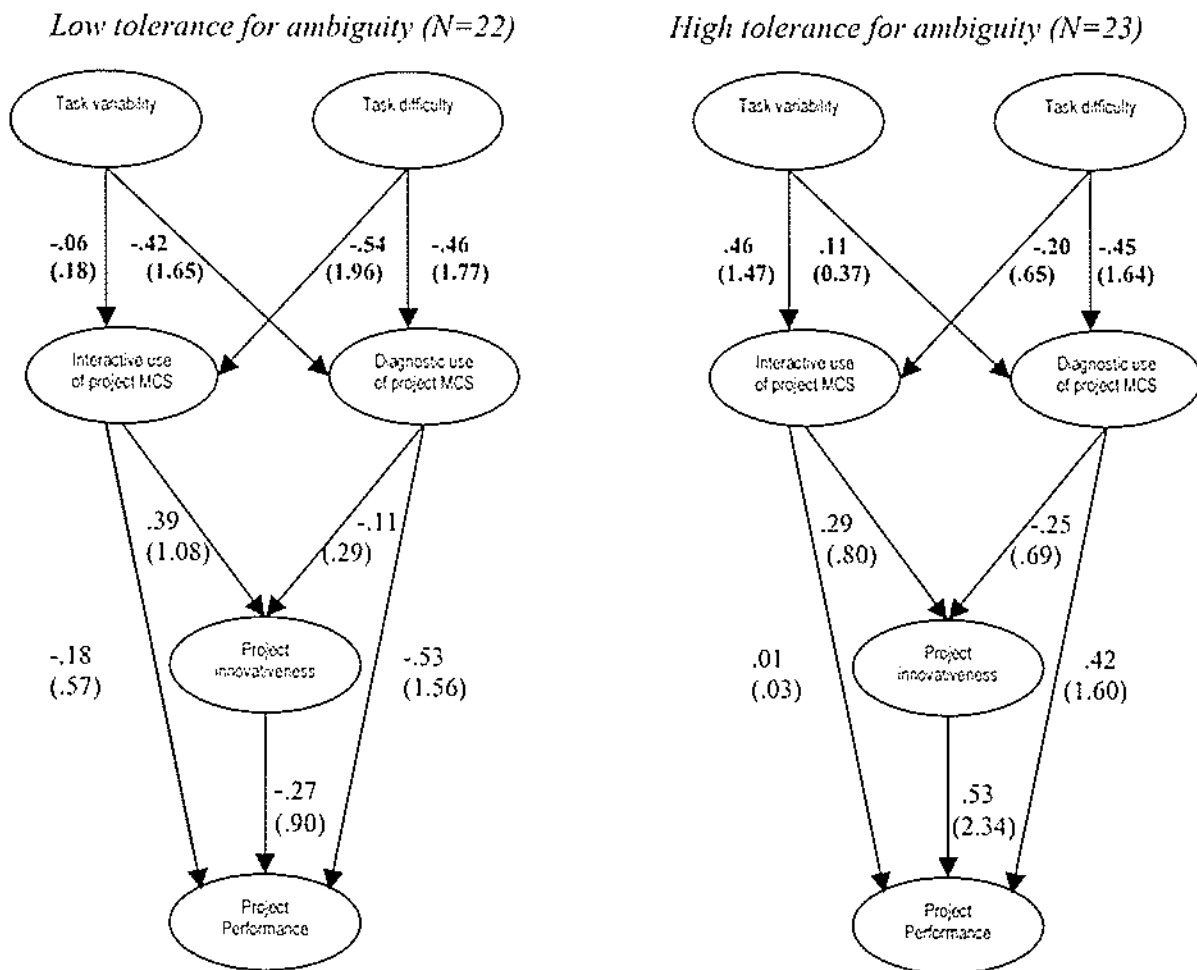 Low tolerance for ambiguity (N=22)
Task variability
Task difficulty
-.06
(.18)
-.42
(1.65)
-.54
(1.96)
-.46
(1.77)
Interactive use
of project MCS
Diagnostic use
of project MCS
.39
(1.08)
-.11
(.29)
-.18
(.57)
Project
innovativeness
-.53
(1.56)
-.27
(.90)
Project
Performance
High tolerance for ambiguity (N=23)
Task variability
Task difficulty
.46
(1.47)
.11
(0.37)
-.20
(.65)
-.45
(1.64)
Interactive use
of project MCS
Diagnostic use
of project MCS
.29
(.80)
-.25
(.69)
.01
(.03)
Project
innovativeness
.42
(1.60)
.53
(2.34)
Project
Performance